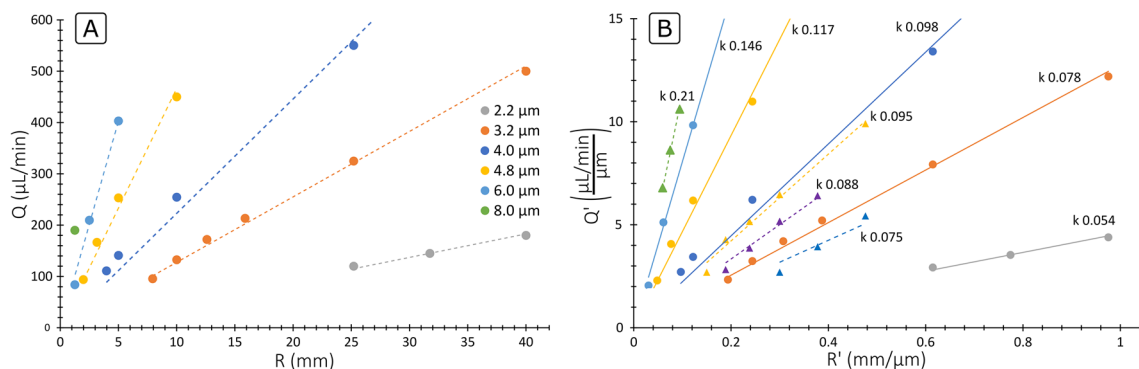 A
600
500
400
300
200
100
0
0
5
10
15
20
25
30
35
40
Q (µL/min)
R (mm)
2.2 µm
3.2 µm
4.0 µm
4.8 µm
6.0 µm
8.0 µm
B
15
10
5
0
0
0.2
0.4
0.6
0.8
1
Q' (µL/min/µm)
R' (mm/µm)
k 0.21
k 0.146
k 0.117
k 0.098
k 0.078
k 0.095
k 0.088
k 0.075
k 0.054